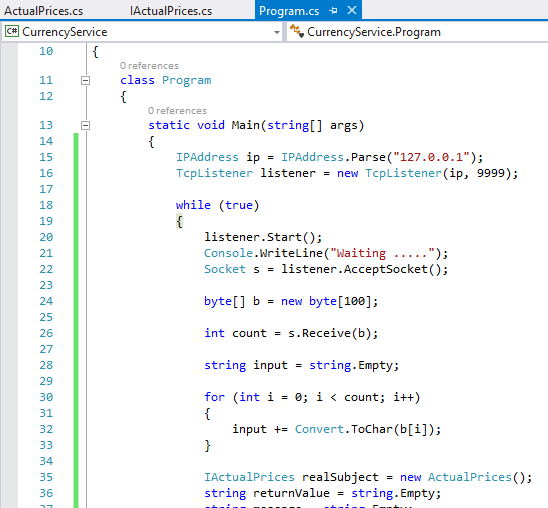 ActualPrices.cs IActualPrices.cs Program.cs
C# CurrencyService CurrencyService.Program
10 {
0 references
11 class Program
12 {
0 references
13 static void Main(string[] args)
14 {
15 IPAddress ip = IPAddress.Parse("127.0.0.1");
16 TcpListener listener = new TcpListener(ip, 9999);
17
18 while (true)
19 {
20 listener.Start();
21 Console.WriteLine("Waiting .....");
22 Socket s = listener.AcceptSocket();
23
24 byte[] b = new byte[100];
25
26 int count = s.Receive(b);
27
28 string input = string.Empty;
29
30 for (int i = 0; i < count; i++)
31 {
32 input += Convert.ToChar(b[i]);
33 }
34
35 IActualPrices realSubject = new ActualPrices();
36 string returnValue = string.Empty;
37 string message = string.Empty;